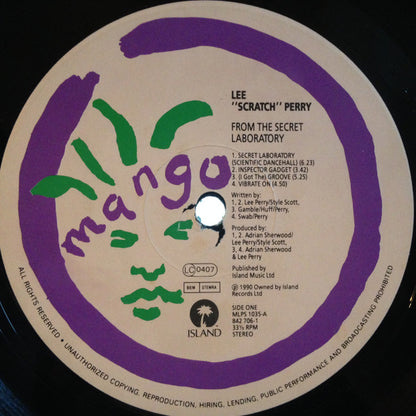 LEE
"SCRATCH" PERRY
FROM THE SECRET
LABORATORY
1. SECRET LABORATORY
(SCIENTIFIC DANCEHALL) (6.23)
2. INSPECTOR GADGET (3.42)
3. (I Got The) GROOVE (5.25)
4. VIBRATE ON (4.50)
Written by:
1, 2. Lee Perry/Style Scott,
3. Gamble/Huff/Perry,
4. Swab/Perry
Produced by:
1, 2. Adrian Sherwood/
Lee Perry/Style Scott,
3, 4. Adrian Sherwood
& Lee Perry
Published by
Island Music Ltd
℗ 1990 Owned by Island
Records Ltd
SIDE ONE
MLPS 1035-A
842 706-1
33⅓ RPM
STEREO
mango
LC 0407
BIEM STEMRA
ISLAND
ALL RIGHTS RESERVED • UNAUTHORIZED COPYING, REPRODUCTION, HIRING, LENDING, PUBLIC PERFORMANCE AND BROADCASTING PROHIBITED